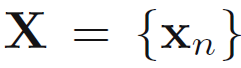 X = {xₙ}